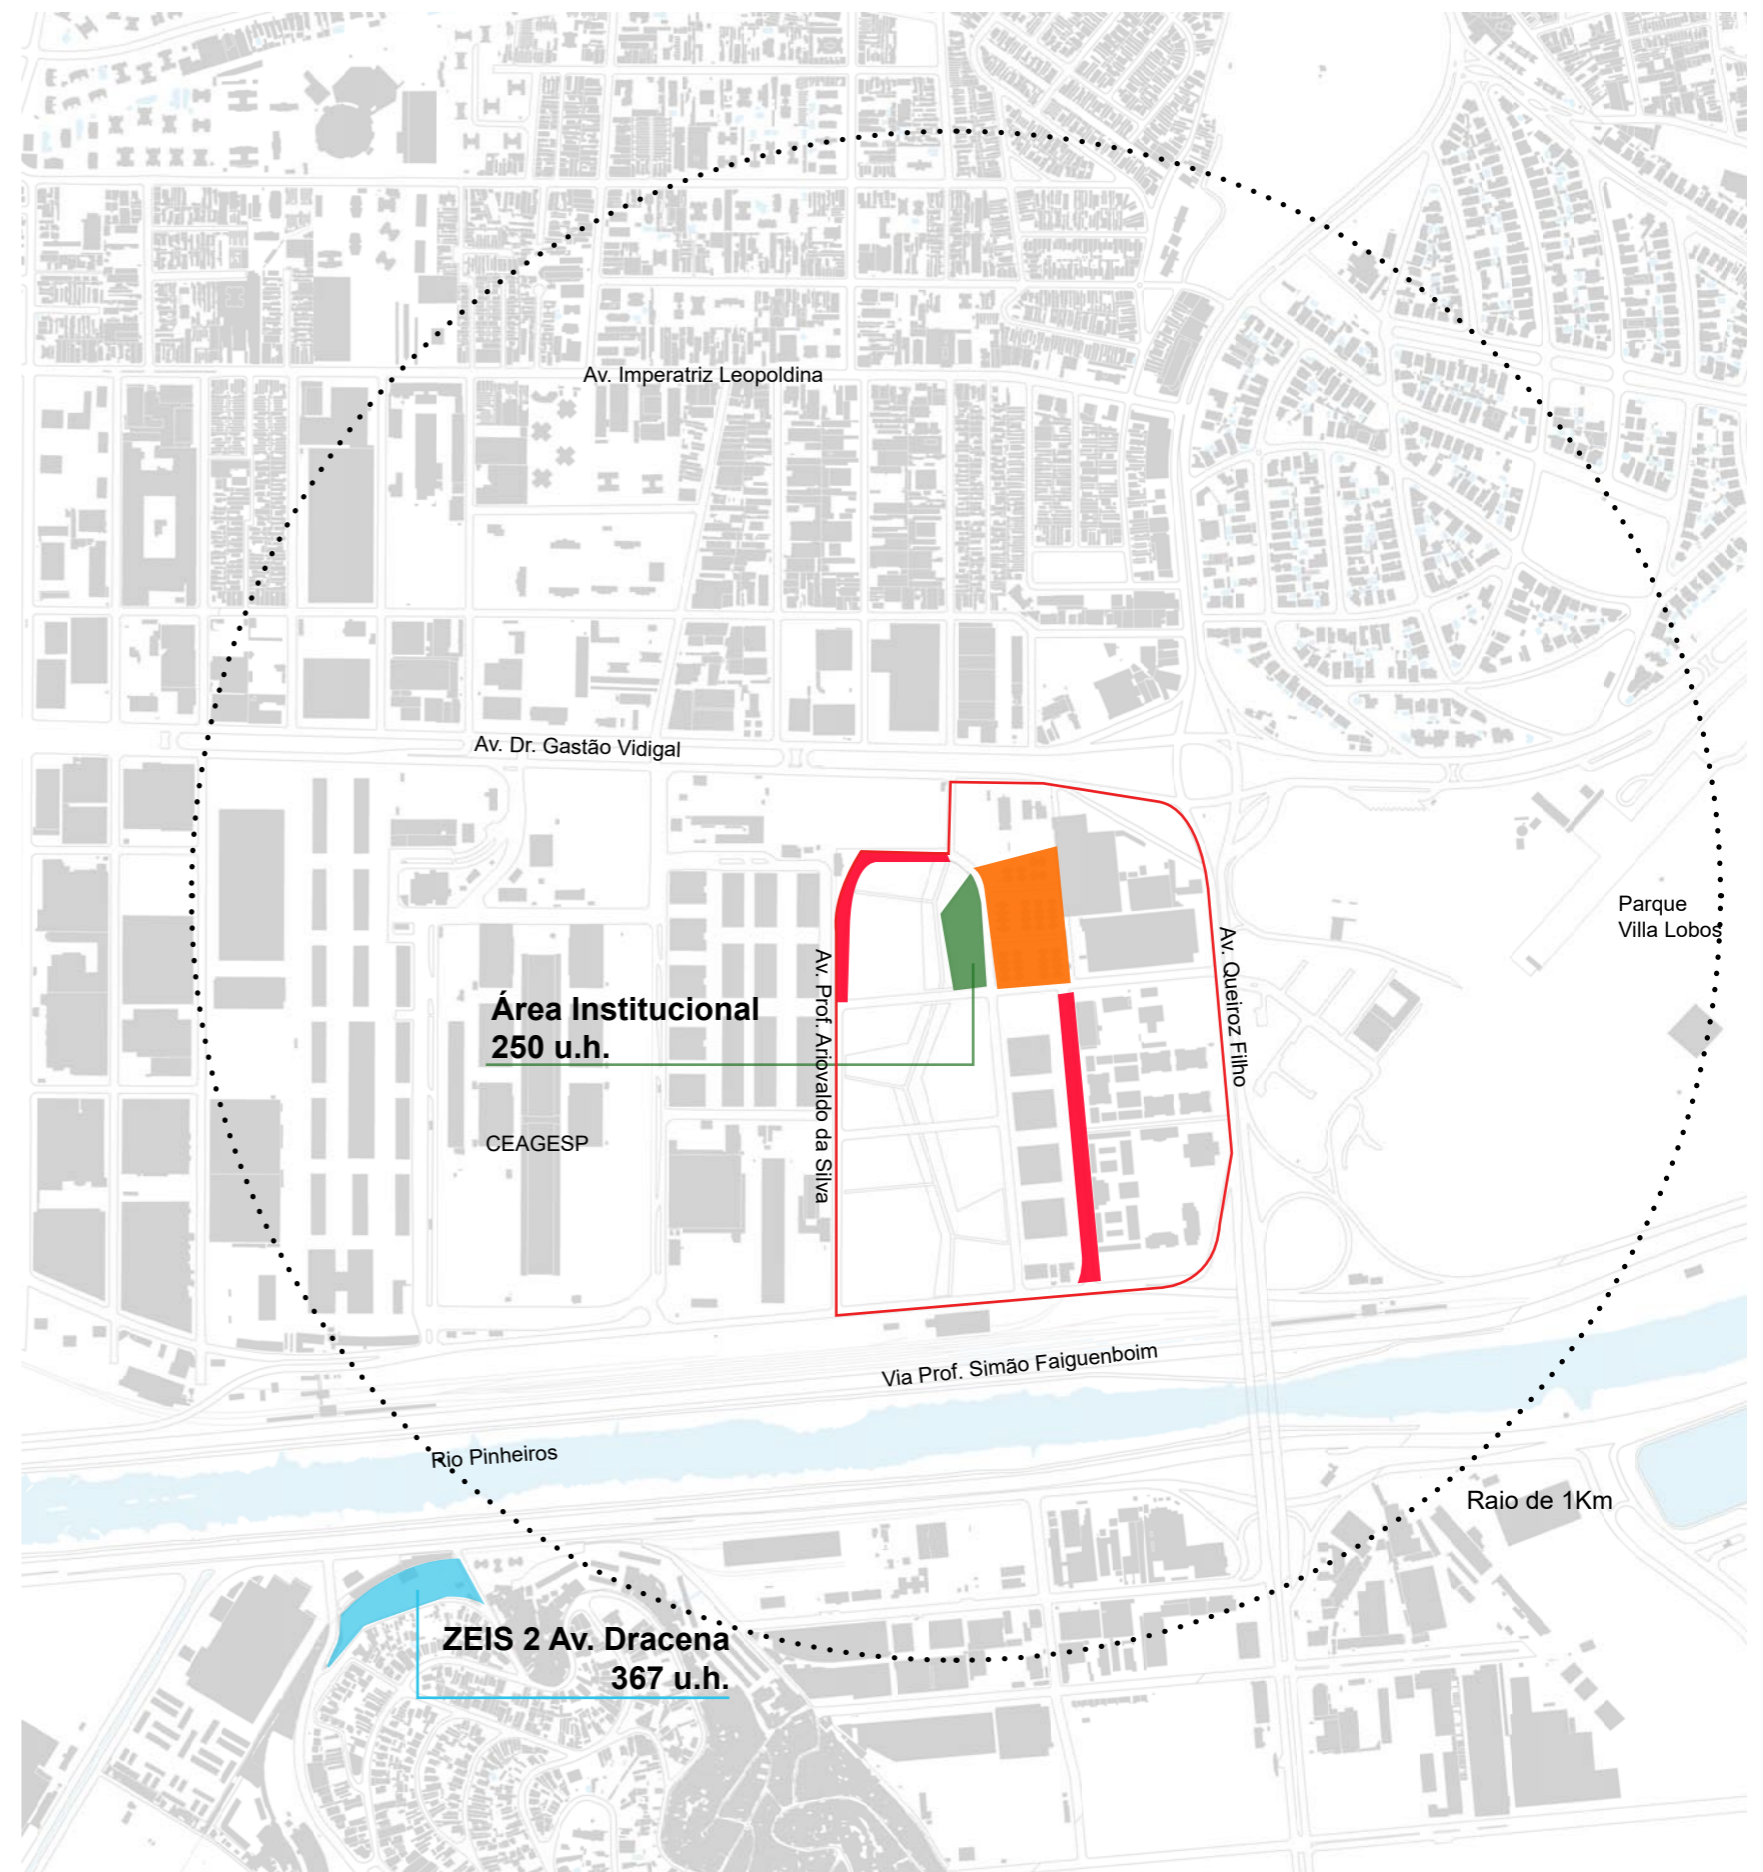 Av. Imperatriz Leopoldina
Av. Dr. Gastão Vidigal
Parque
Villa Lobos
Av. Queiroz Filho
Av. Prof. Ariovaldo da Silva
Área Institucional
250 u.h.
CEAGESP
Via Prof. Simão Faiguenboim
Rio Pinheiros
Raio de 1Km
ZEIS 2 Av. Dracena
367 u.h.